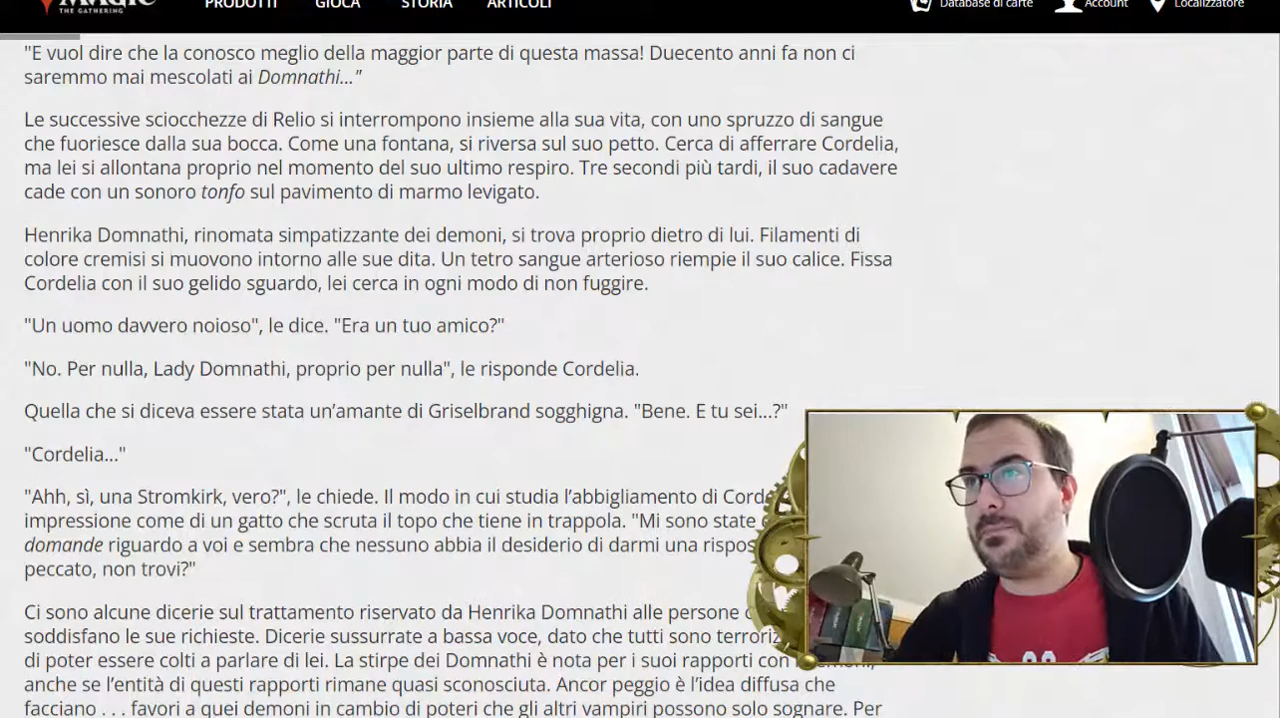 MAGIC
THE GATHERING
PRODOTTI GIOCA STORIA ARTICOLI Database di carte Account Localizzatore
"E vuol dire che la conosco meglio della maggior parte di questa massa! Duecento anni fa non ci
saremmo mai mescolati ai Domnathi..."
Le successive sciocchezze di Relio si interrompono insieme alla sua vita, con uno spruzzo di sangue
che fuoriesce dalla sua bocca. Come una fontana, si riversa sul suo petto. Cerca di afferrare Cordelia,
ma lei si allontana proprio nel momento del suo ultimo respiro. Tre secondi più tardi, il suo cadavere
cade con un sonoro tonfo sul pavimento di marmo levigato.
Henrika Domnathi, rinomata simpatizzante dei demoni, si trova proprio dietro di lui. Filamenti di
colore cremisi si muovono intorno alle sue dita. Un tetro sangue arterioso riempie il suo calice. Fissa
Cordelia con il suo gelido sguardo, lei cerca in ogni modo di non fuggire.
"Un uomo davvero noioso", le dice. "Era un tuo amico?"
"No. Per nulla, Lady Domnathi, proprio per nulla", le risponde Cordelia.
Quella che si diceva essere stata un’amante di Griselbrand sogghigna. "Bene. E tu sei...?"
"Cordelia..."
"Ahh, sì, una Stromkirk, vero?", le chiede. Il modo in cui studia l’abbigliamento di Cord
impressione come di un gatto che scruta il topo che tiene in trappola. "Mi sono state
domande riguardo a voi e sembra che nessuno abbia il desiderio di darmi una rispos
peccato, non trovi?"
Ci sono alcune dicerie sul trattamento riservato da Henrika Domnathi alle persone
soddisfano le sue richieste. Dicerie sussurrate a bassa voce, dato che tutti sono terroriz
di poter essere colti a parlare di lei. La stirpe dei Domnathi è nota per i suoi rapporti con
anche se l’entità di questi rapporti rimane quasi sconosciuta. Ancor peggio è l’idea diffusa che
facciano . . . favori a quei demoni in cambio di poteri che gli altri vampiri possono solo sognare. Per